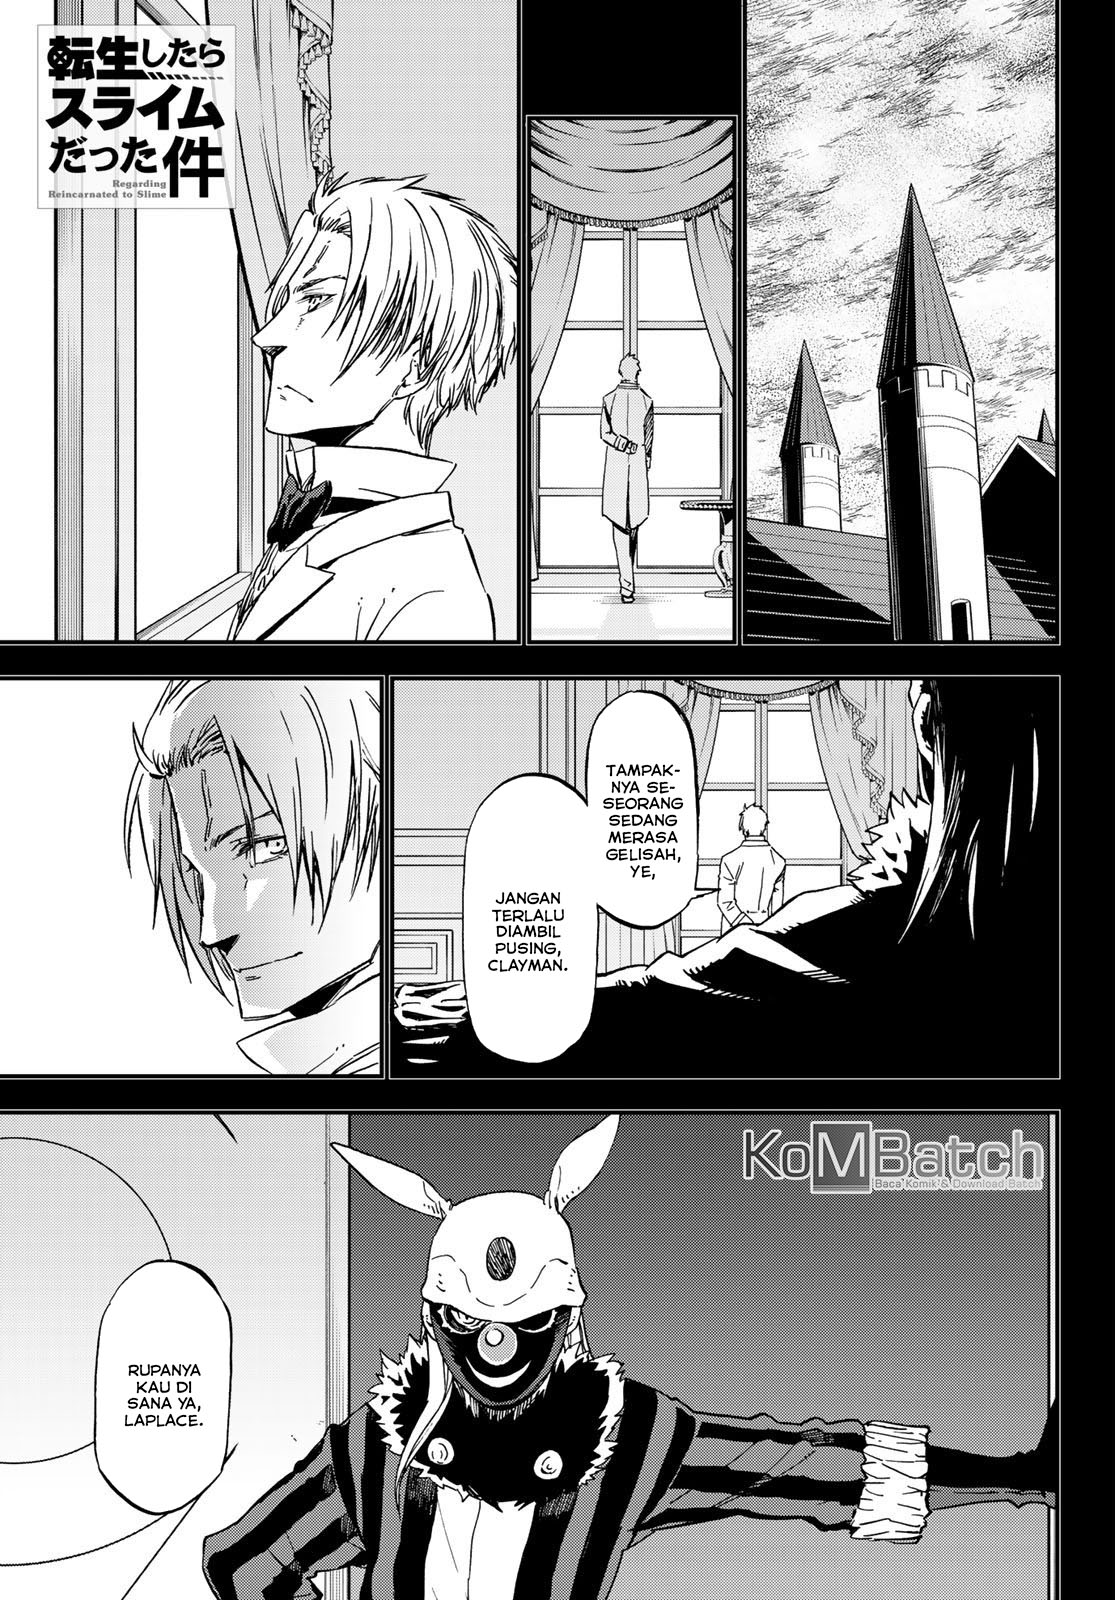 転生したら
スライム
だった件
Regarding
Reincarnated to Slime
TAMPAK-
NYA SE-
SEORANG
SEDANG
MERASA
GELISAH,
YE,
JANGAN
TERLALU
DIAMBIL
PUSING,
CLAYMAN.
KoMBatch
Baca Komik & Download Batch
RUPANYA
KAU DI
SANA YA,
LAPLACE.